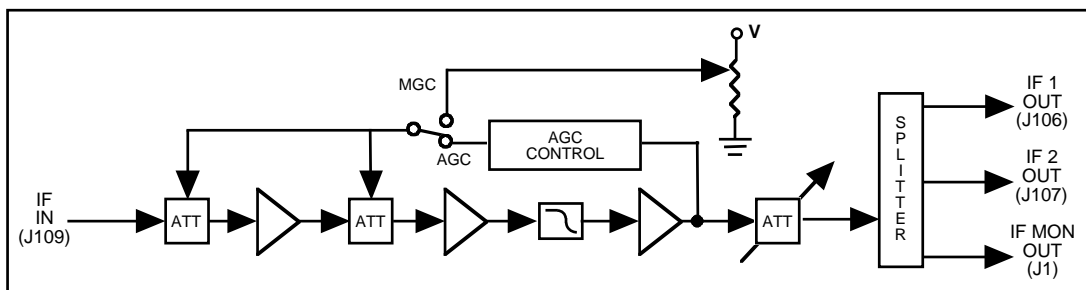 V
MGC
AGC
AGC
CONTROL
IF
IN
(J109)
ATT
ATT
ATT
SPLITTER
IF 1
OUT
(J106)
IF 2
OUT
(J107)
IF MON
OUT
(J1)